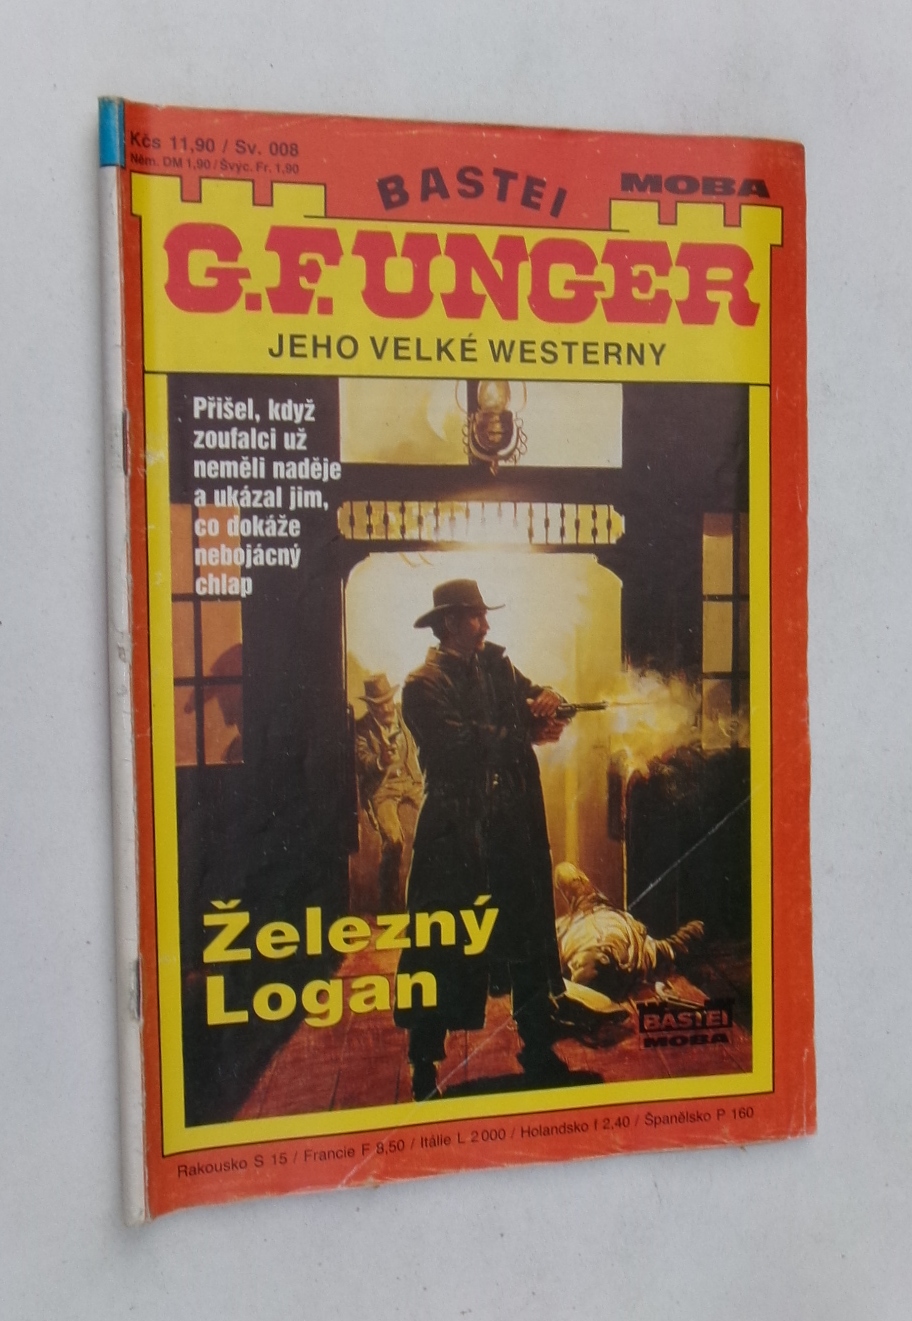 Kčs 11,90 / Sv. 008
Něm. DM 1,90 / Švyc. Fr. 1,90
BASTEI
MOBA
G.F. UNGER
JEHO VELKÉ WESTERNY
Přišel, když
zoufalci už
neměli naděje
a ukázal jim,
co dokáže
nebojácný
chlap
Železný
Logan
BASTEI
MOBA
Rakousko S 15 / Francie F 8,50 / Itálie L 2000 / Holandsko f 2,40 / Španělsko P 160